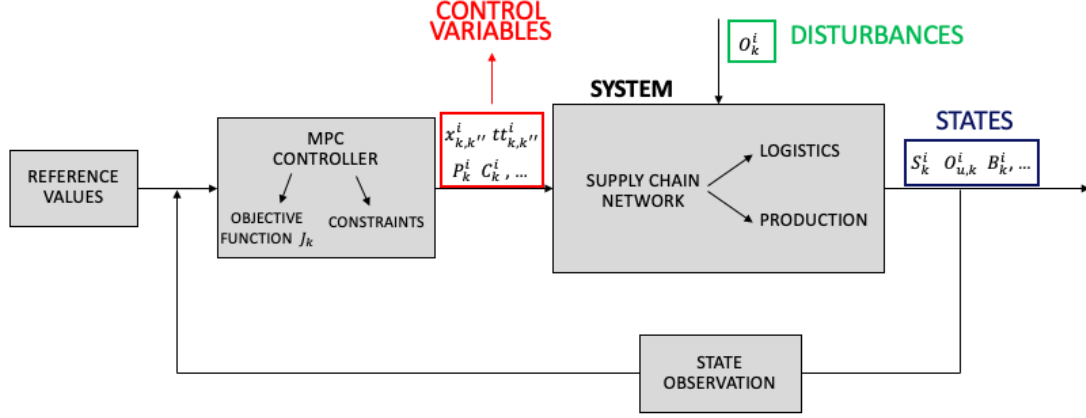 CONTROL
VARIABLES
$O_k^i$
DISTURBANCES
SYSTEM
STATES
REFERENCE
VALUES
MPC
CONTROLLER
OBJECTIVE
FUNCTION $J_k$
CONSTRAINTS
$x_{k,k''}^i$ $tt_{k,k''}^i$
$P_k^i$ $C_k^i$, ...
SUPPLY CHAIN
NETWORK
LOGISTICS
PRODUCTION
$S_k^i$ $O_{u,k}^i$ $B_k^i$, ...
STATE
OBSERVATION